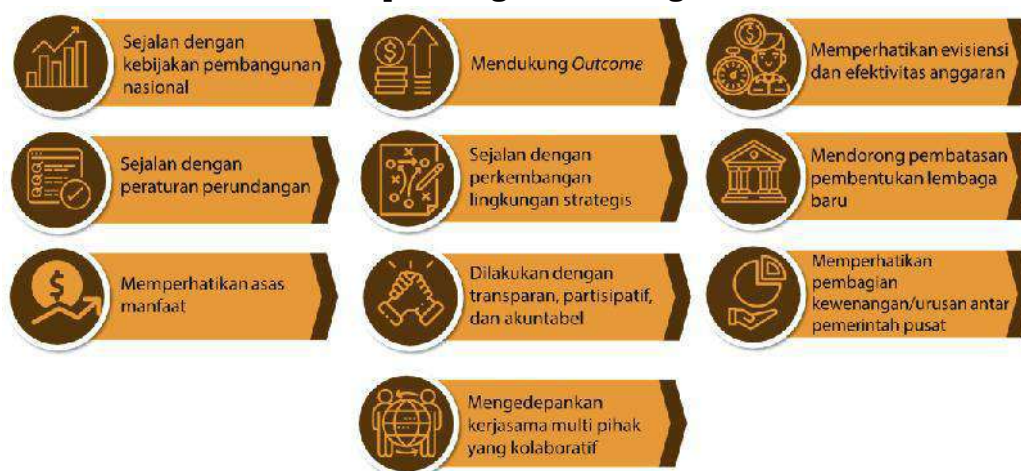 Sejalan dengan
kebijakan pembangunan
nasional
Mendukung Outcome
Memperhatikan evisiensi
dan efektivitas anggaran
Sejalan dengan
peraturan perundangan
Sejalan dengan
perkembangan
lingkungan strategis
Mendorong pembatasan
pembentukan lembaga
baru
Memperhatikan asas
manfaat
Dilakukan dengan
transparan, partisipatif,
dan akuntabel
Memperhatikan
pembagian
kewenangan/urusan antar
pemerintah pusat
Mengedepankan
kerjasama multi pihak
yang kolaboratif